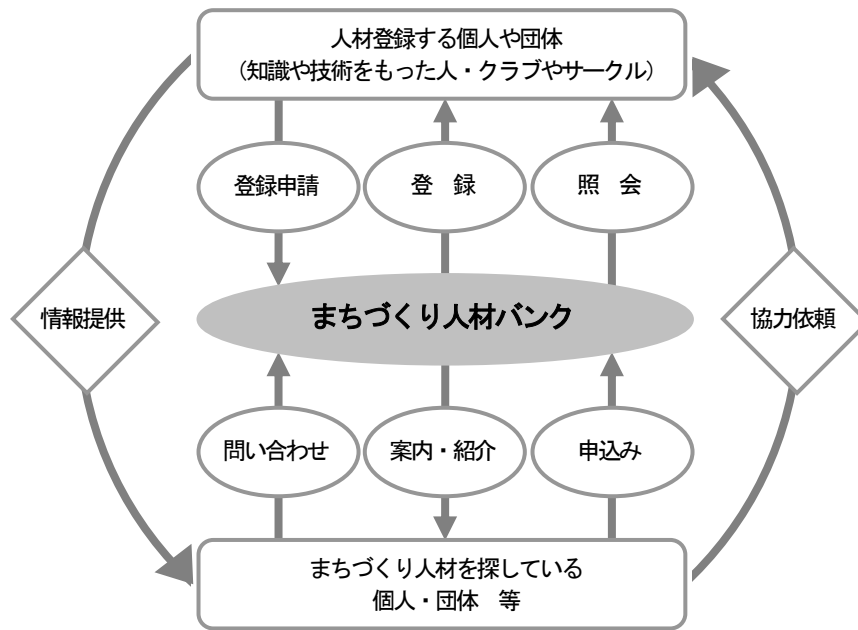 人材登録する個人や団体
（知識や技術をもった人・クラブやサークル）
登録申請
登　録
照　会
情報提供
まちづくり人材バンク
協力依頼
問い合わせ
案内・紹介
申込み
まちづくり人材を探している
個人・団体　等